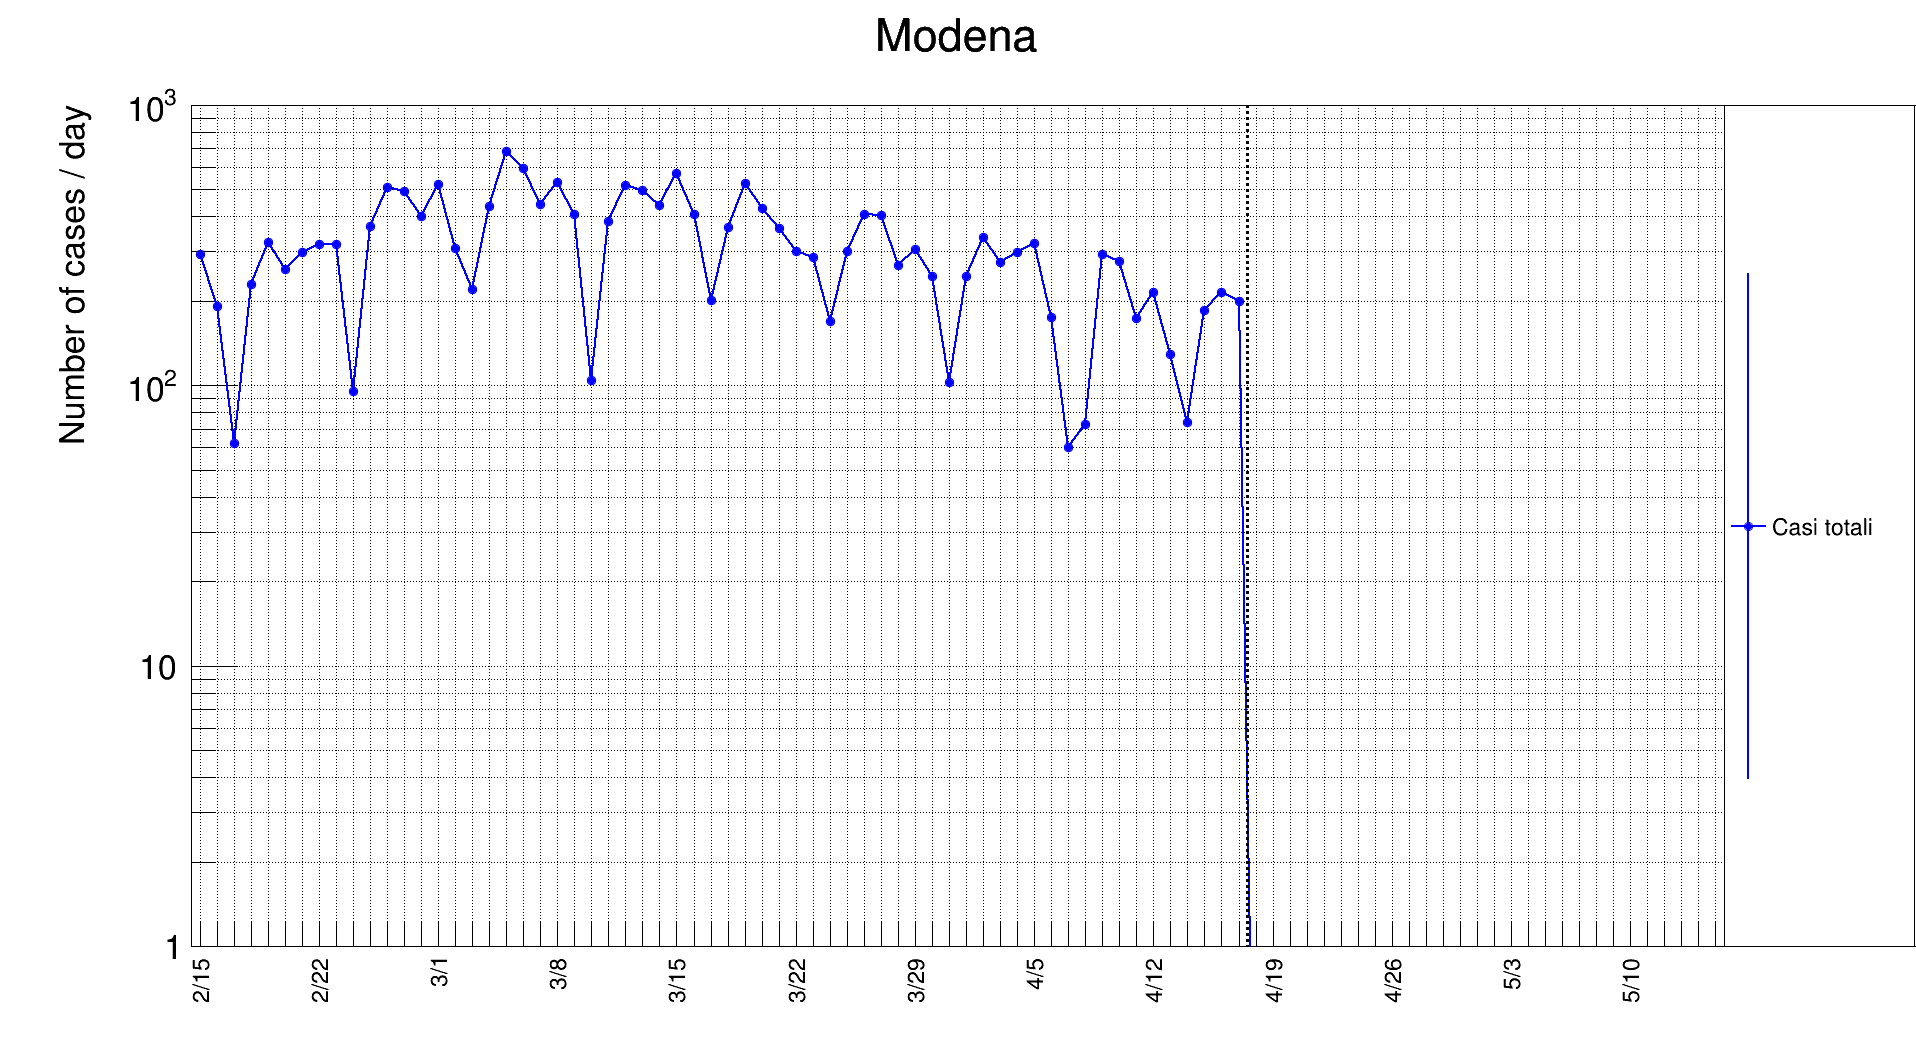 Modena
Number of cases / day
10³
10²
10
1
2/15 2/22 3/1 3/8 3/15 3/22 3/29 4/5 4/12 4/19 4/26 5/3 5/10
Casi totali